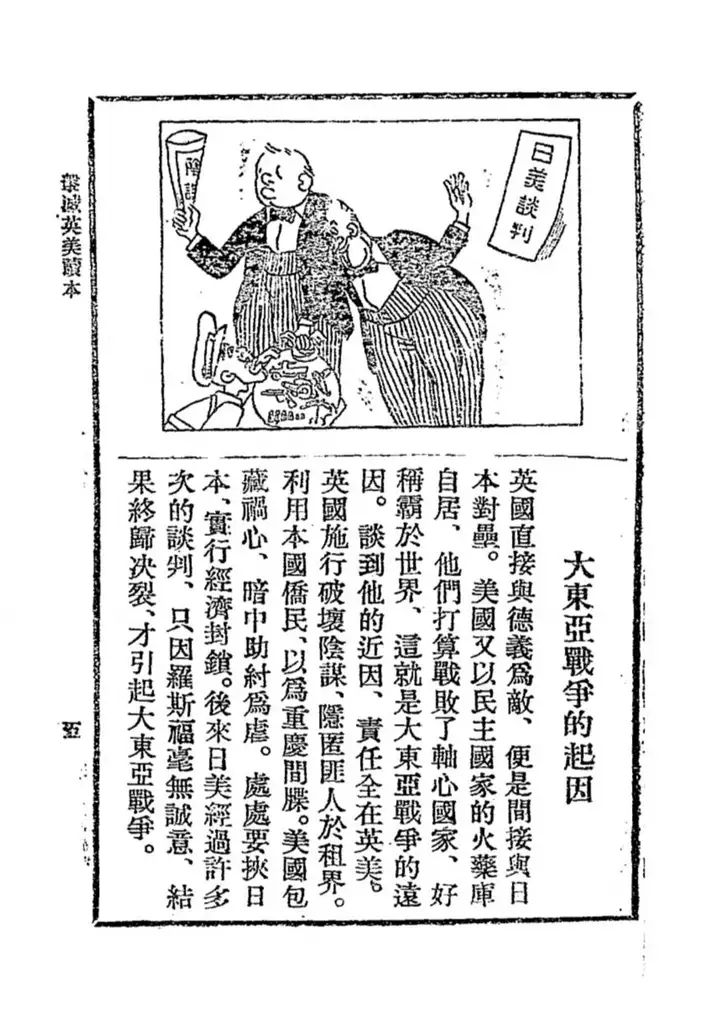 擊滅英美讀本
五
陰謀
日美談判
大東亞戰爭的起因
英國直接與德義爲敵、便是間接與日
本對壘。美國又以民主國家的火藥庫
自居、他們打算戰敗了軸心國家、好
稱霸於世界、這就是大東亞戰爭的遠
因。談到他的近因、責任全在英美。
英國施行破壞陰謀、隱匿匪人於租界。
利用本國僑民、以爲重慶間牒。美國包
藏禍心、暗中助紂爲虐。處處要挾日
本、實行經濟封鎖。後來日美經過許多
次的談判、只因羅斯福毫無誠意、結
果終歸决裂、才引起大東亞戰爭。